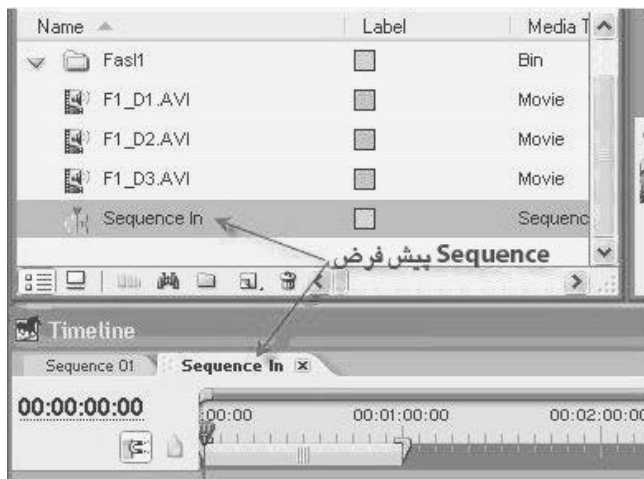 Name Label Media T
Fasl1 Bin
F1_D1.AVI Movie
F1_D2.AVI Movie
F1_D3.AVI Movie
Sequence In Sequenc
Sequence پیش فرض
Timeline
Sequence 01 Sequence In
00:00:00:00 :00:00 00:01:00:00 00:02:00:00